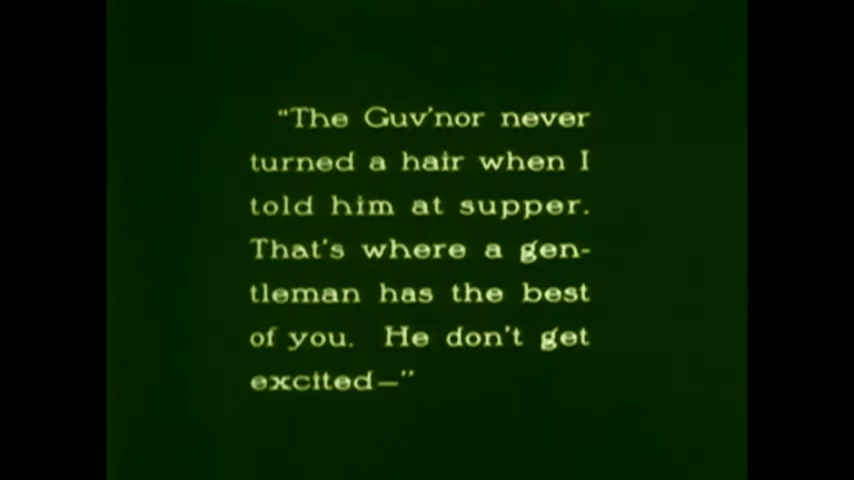 "The Guv'nor never
turned a hair when I
told him at supper.
That's where a gen-
tleman has the best
of you. He don't get
excited—"